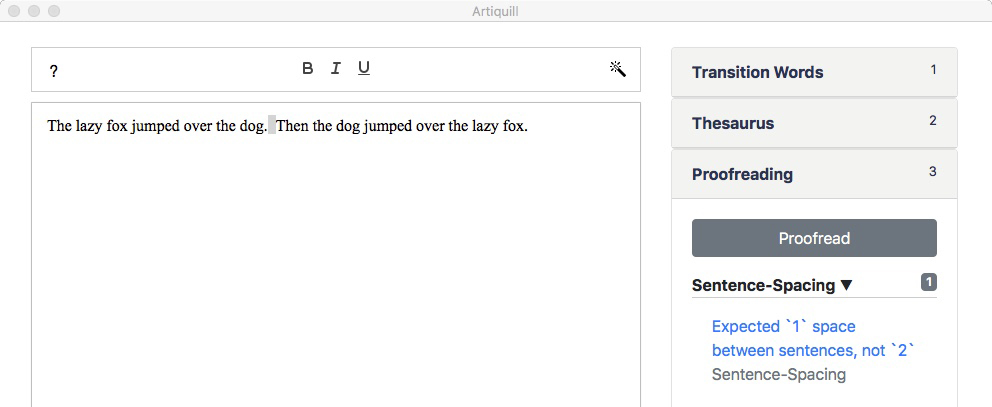 Artiquill
? B I U
The lazy fox jumped over the dog.  Then the dog jumped over the lazy fox.
Transition Words 1
Thesaurus 2
Proofreading 3
Proofread
Sentence-Spacing ▼ 1
Expected `1` space
between sentences, not `2`
Sentence-Spacing